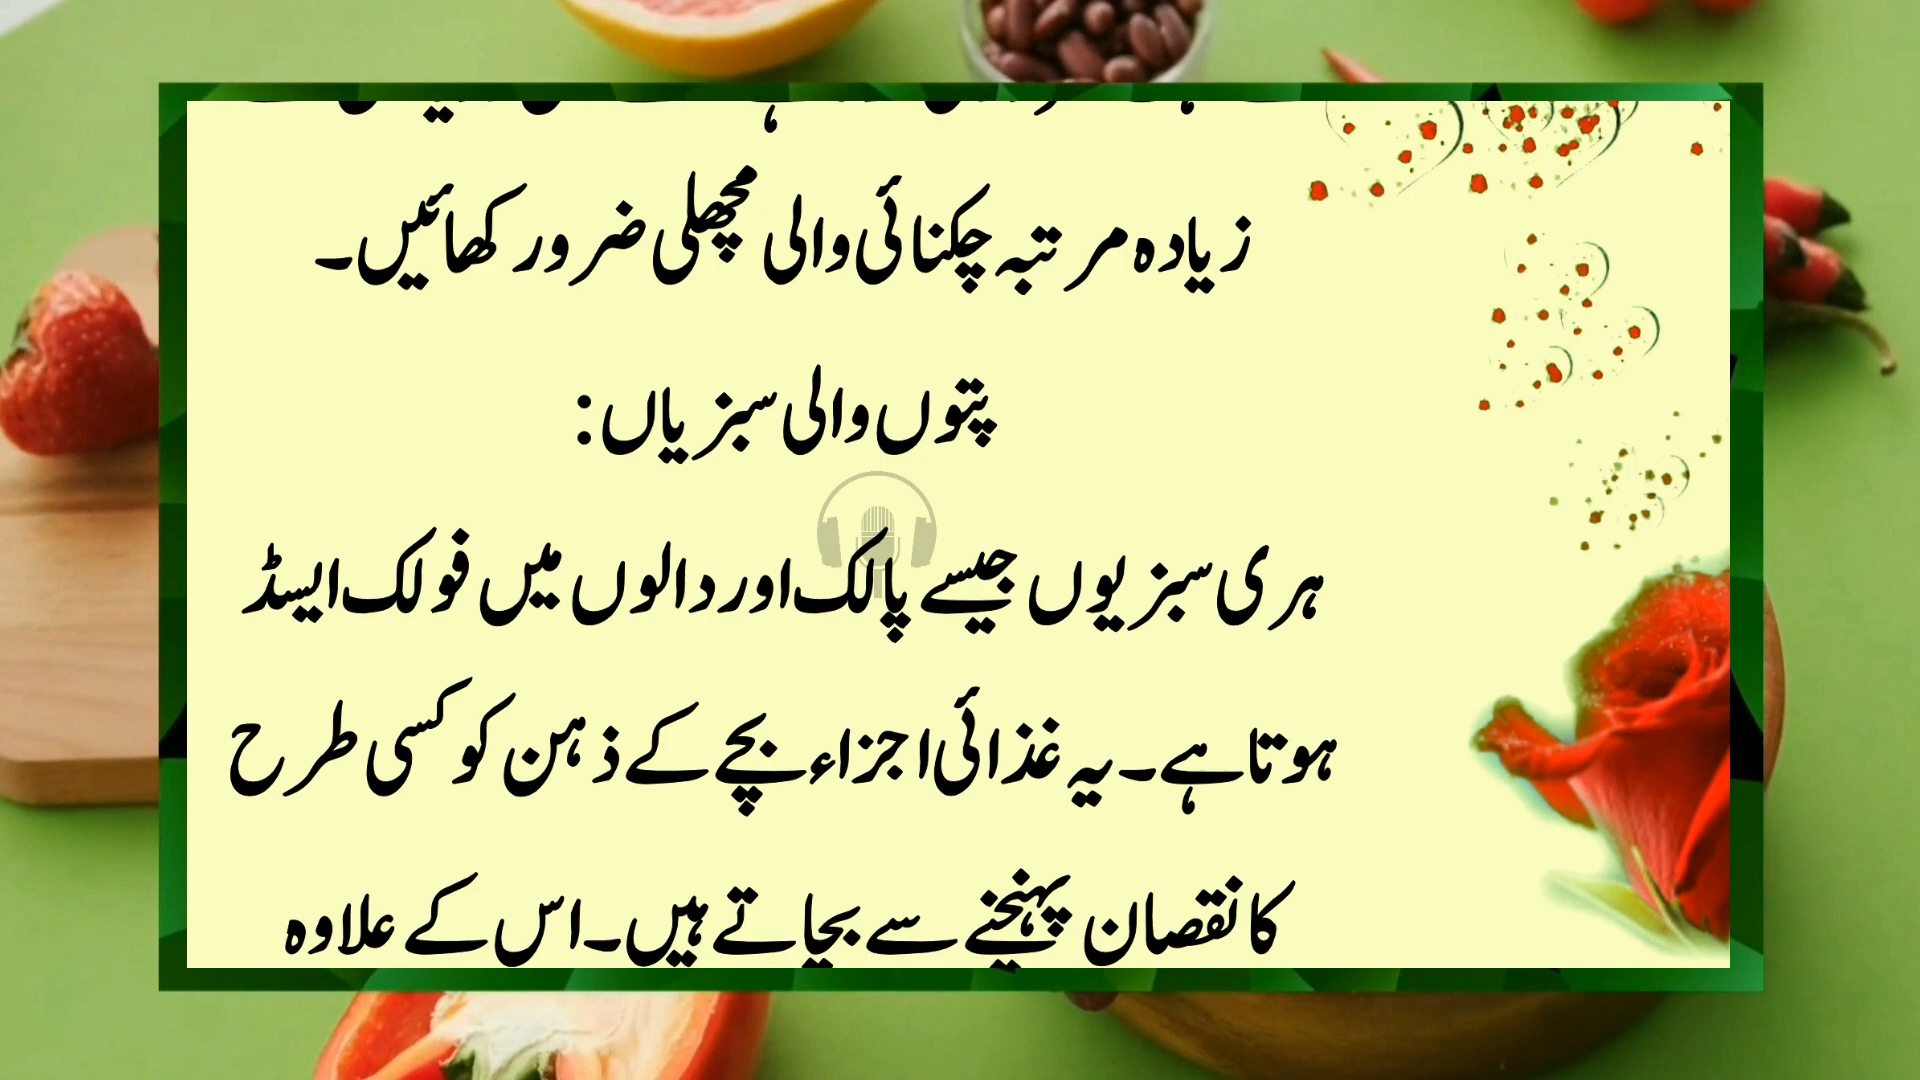 زیادہ مرتبہ چکنائی والی مچھلی ضرور کھائیں۔
پتوں والی سبزیاں:
ہری سبزیوں جیسے پالک اور دالوں میں فولک ایسڈ
ہوتا ہے۔ یہ غذائی اجزاء بچے کے ذہن کو کسی طرح
کا نقصان پہنچنے سے بچاتے ہیں۔ اس کے علاوہ